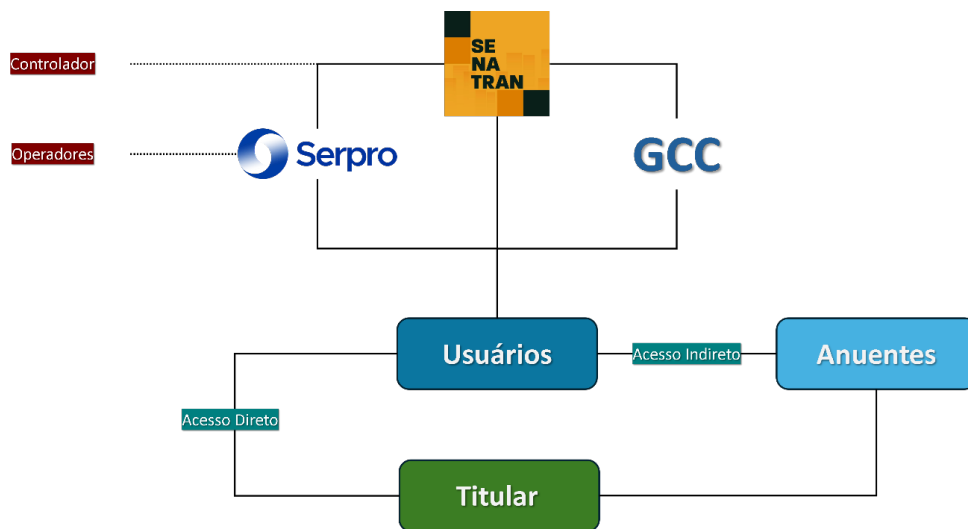 SE
NA
TRAN
Controlador
Operadores
Serpro
GCC
Usuários
Acesso Indireto
Anuentes
Acesso Direto
Titular